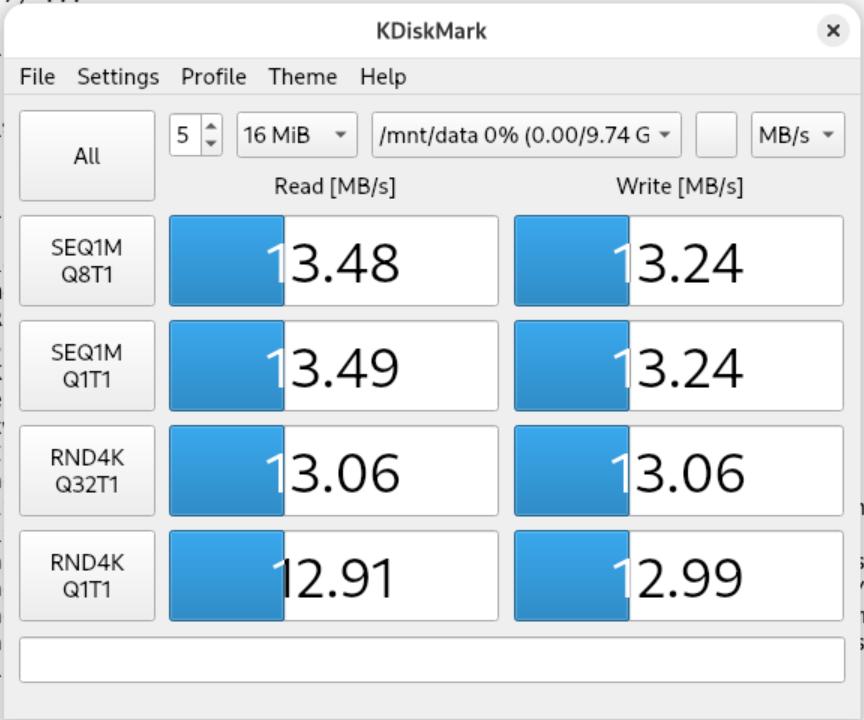 KDiskMark
File Settings Profile Theme Help
All
5
16 MiB
/mnt/data 0% (0.00/9.74 G
MB/s
Read [MB/s]
Write [MB/s]
SEQ1M
Q8T1
13.48
13.24
SEQ1M
Q1T1
13.49
13.24
RND4K
Q32T1
13.06
13.06
RND4K
Q1T1
12.91
12.99